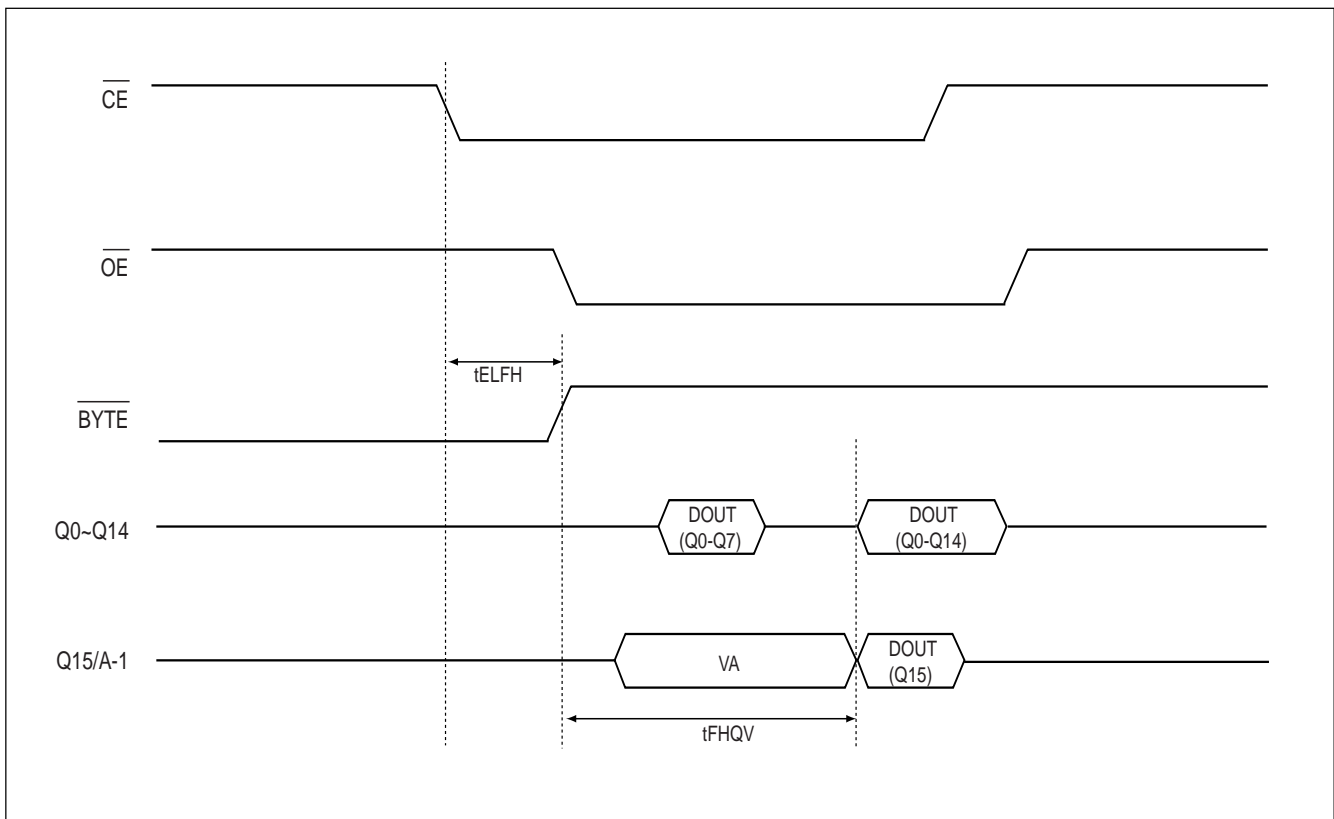 CE
OE
tELFH
BYTE
Q0~Q14
DOUT
(Q0-Q7)
DOUT
(Q0-Q14)
Q15/A-1
VA
DOUT
(Q15)
tFHQV